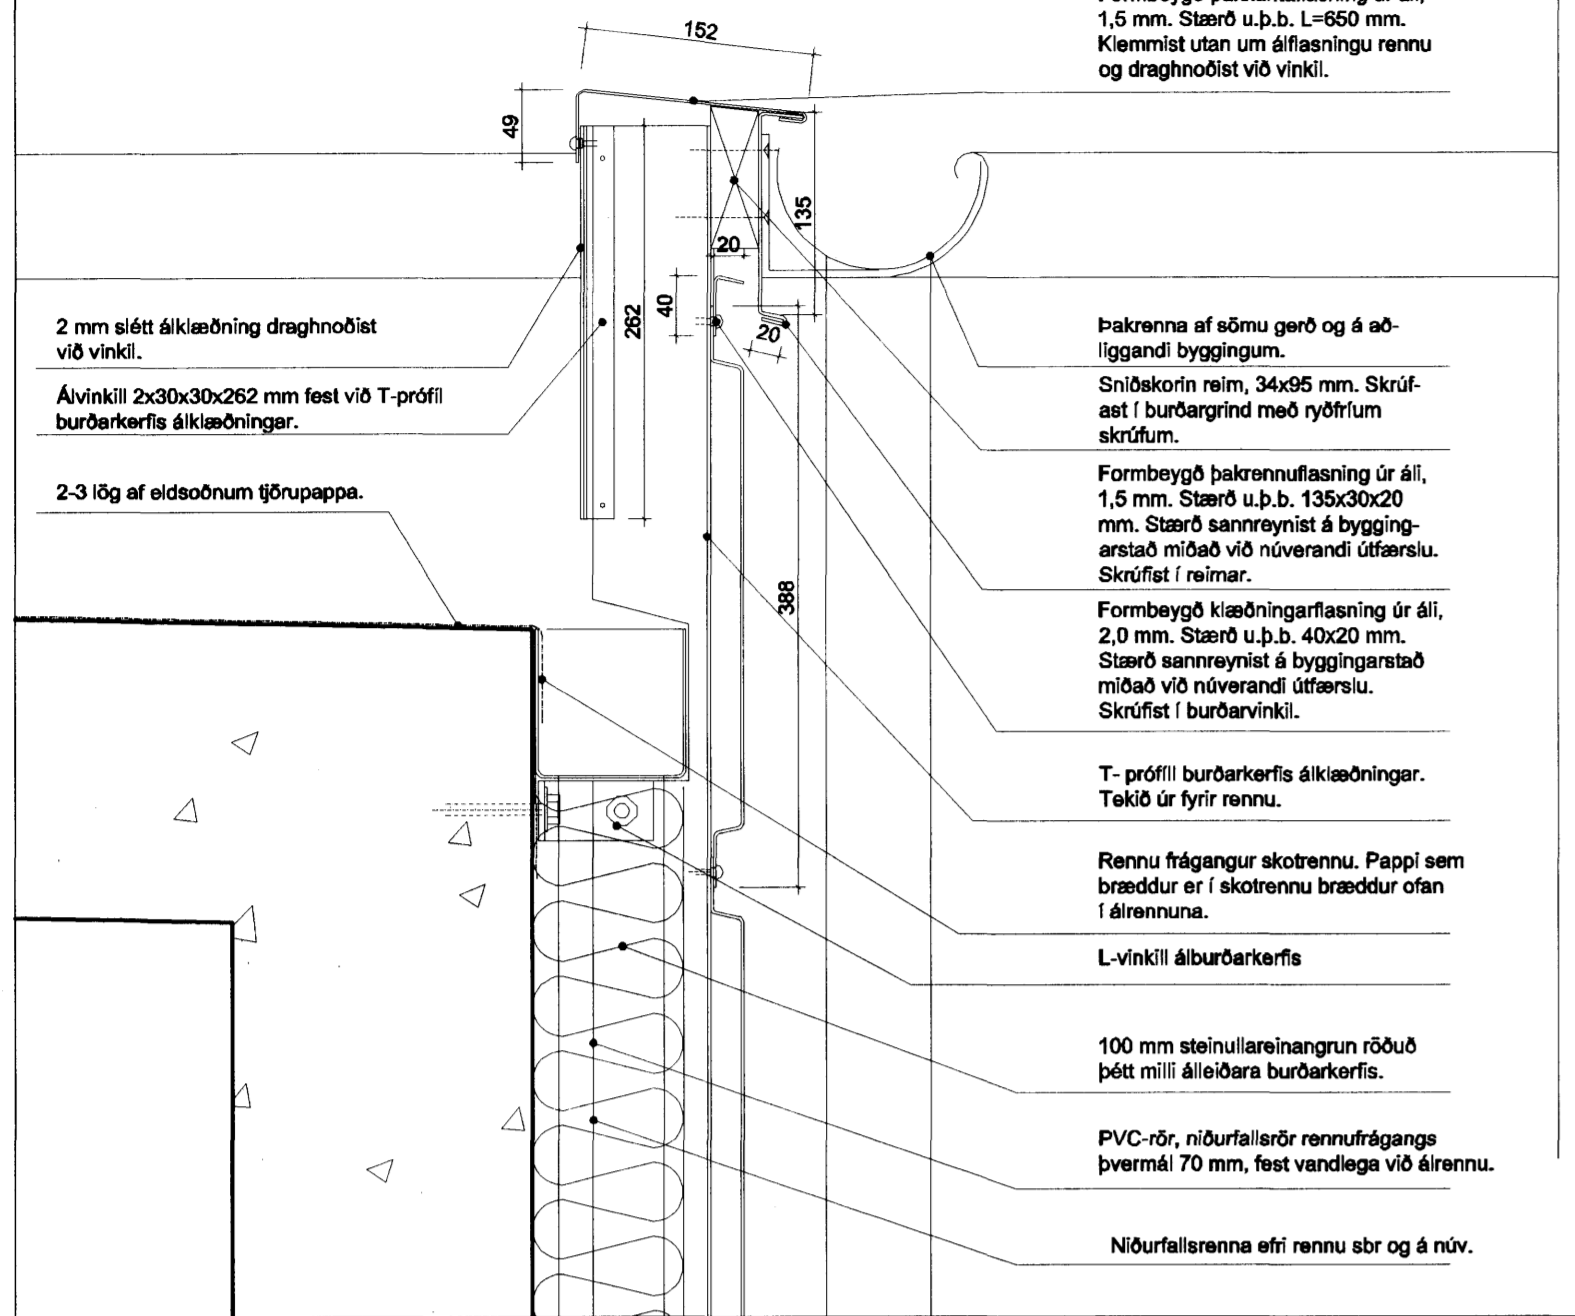 1,5 mm. Stærð u.þ.b. L=650 mm.
Klemmist utan um álflasningu rennu
og draghnoðist við vinkil.
152
49
135
20
40
262
20
388
2 mm slétt álklæðning draghnoðist
við vinkil.
Álvinkill 2x30x30x262 mm fest við T-prófíl
burðarkerfis álklæðningar.
2-3 lög af eldsoðnum tjörupappa.
Þakrenna af sömu gerð og á að-
liggandi byggingum.
Sniðskorin reim, 34x95 mm. Skrúf-
ast í burðargrind með ryðfríum
skrúfum.
Formbeygð þakrennuflasning úr áli,
1,5 mm. Stærð u.þ.b. 135x30x20
mm. Stærð sannreynist á bygging-
arstað miðað við núverandi útfærslu.
Skrúfist í reimar.
Formbeygð klæðningarflasning úr áli,
2,0 mm. Stærð u.þ.b. 40x20 mm.
Stærð sannreynist á byggingarstað
miðað við núverandi útfærslu.
Skrúfist í burðarvinkil.
T- prófíll burðarkerfis álklæðningar.
Tekið úr fyrir rennu.
Rennu frágangur skotrennu. Pappi sem
bræddur er í skotrennu bræddur ofan
í álrennuna.
L-vinkill álburðarkerfis
100 mm steinullareinangrun röðuð
þétt milli álleiðara burðarkerfis.
PVC-rör, niðurfallsrör rennufrágangs
þvermál 70 mm, fest vandlega við álrennu.
Niðurfallsrenna efri rennu sbr og á núv.